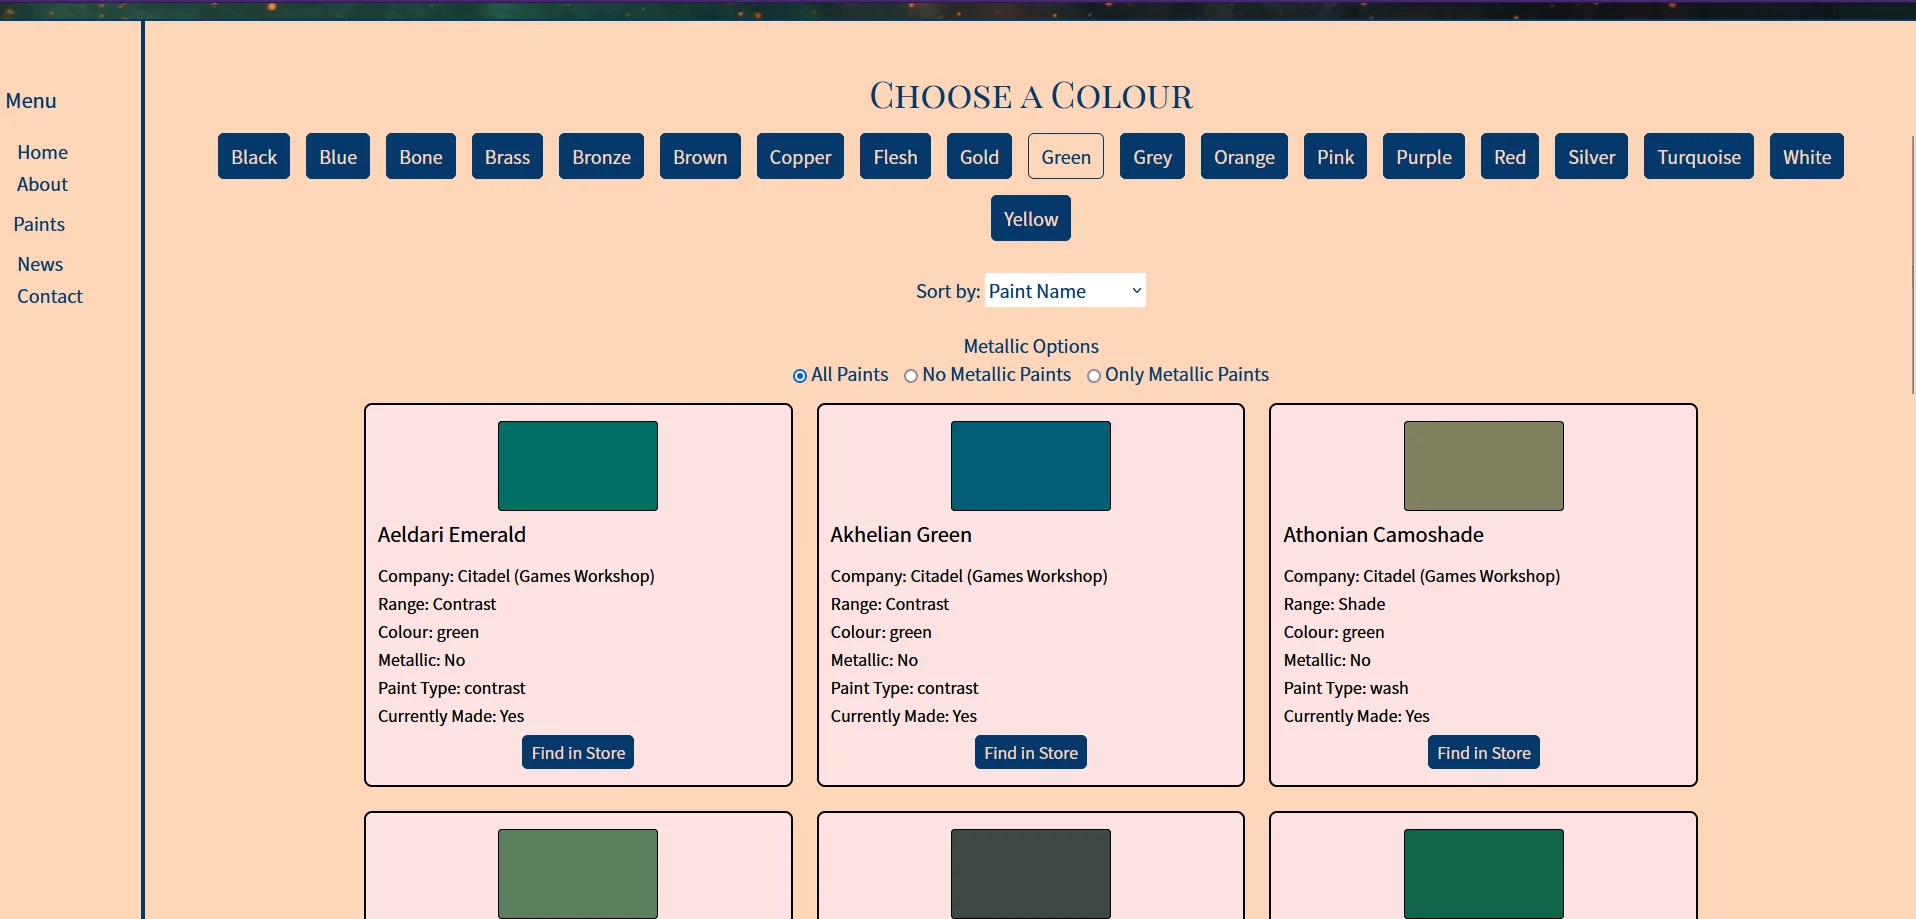 Menu
Home
About
Paints
News
Contact
Choose a Colour
Black Blue Bone Brass Bronze Brown Copper Flesh Gold Green Grey Orange Pink Purple Red Silver Turquoise White
Yellow
Sort by: Paint Name
Metallic Options
All Paints No Metallic Paints Only Metallic Paints
Aeldari Emerald
Company: Citadel (Games Workshop)
Range: Contrast
Colour: green
Metallic: No
Paint Type: contrast
Currently Made: Yes
Find in Store
Akhelian Green
Company: Citadel (Games Workshop)
Range: Contrast
Colour: green
Metallic: No
Paint Type: contrast
Currently Made: Yes
Find in Store
Athonian Camoshade
Company: Citadel (Games Workshop)
Range: Shade
Colour: green
Metallic: No
Paint Type: wash
Currently Made: Yes
Find in Store